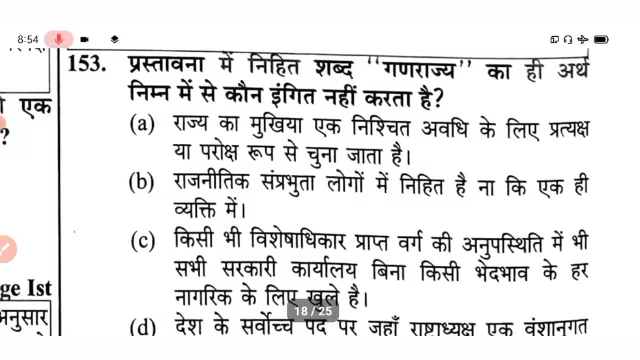 8:54
153. प्रस्तावना में निहित शब्द "गणराज्य" का ही अर्थ
निम्न में से कौन इंगित नहीं करता है?
(a) राज्य का मुखिया एक निश्चित अवधि के लिए प्रत्यक्ष
या परोक्ष रूप से चुना जाता है।
(b) राजनीतिक संप्रभुता लोगों में निहित है ना कि एक ही
व्यक्ति में।
(c) किसी भी विशेषाधिकार प्राप्त वर्ग की अनुपस्थिति में भी
सभी सरकारी कार्यालय बिना किसी भेदभाव के हर
नागरिक के लिए खुले है।
18 / 25
(d) देश के सर्वोच्च पद पर जहाँ राष्ट्राध्यक्ष एक वंशानुगत
एक
?
ge Ist
अनुसार